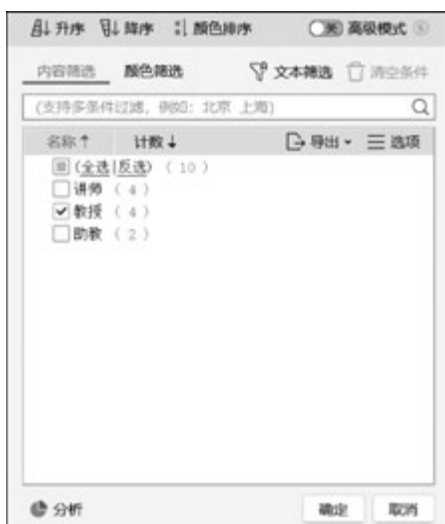 升序 降序 颜色排序 关 高级模式
内容筛选 颜色筛选 文本筛选 清空条件
(支持多条件过滤，例如：北京 上海)
名称↑ 计数↓ 导出 选项
(全选|反选) （ 10 ）
讲师 （ 4 ）
教授 （ 4 ）
助教 （ 2 ）
分析 确定 取消